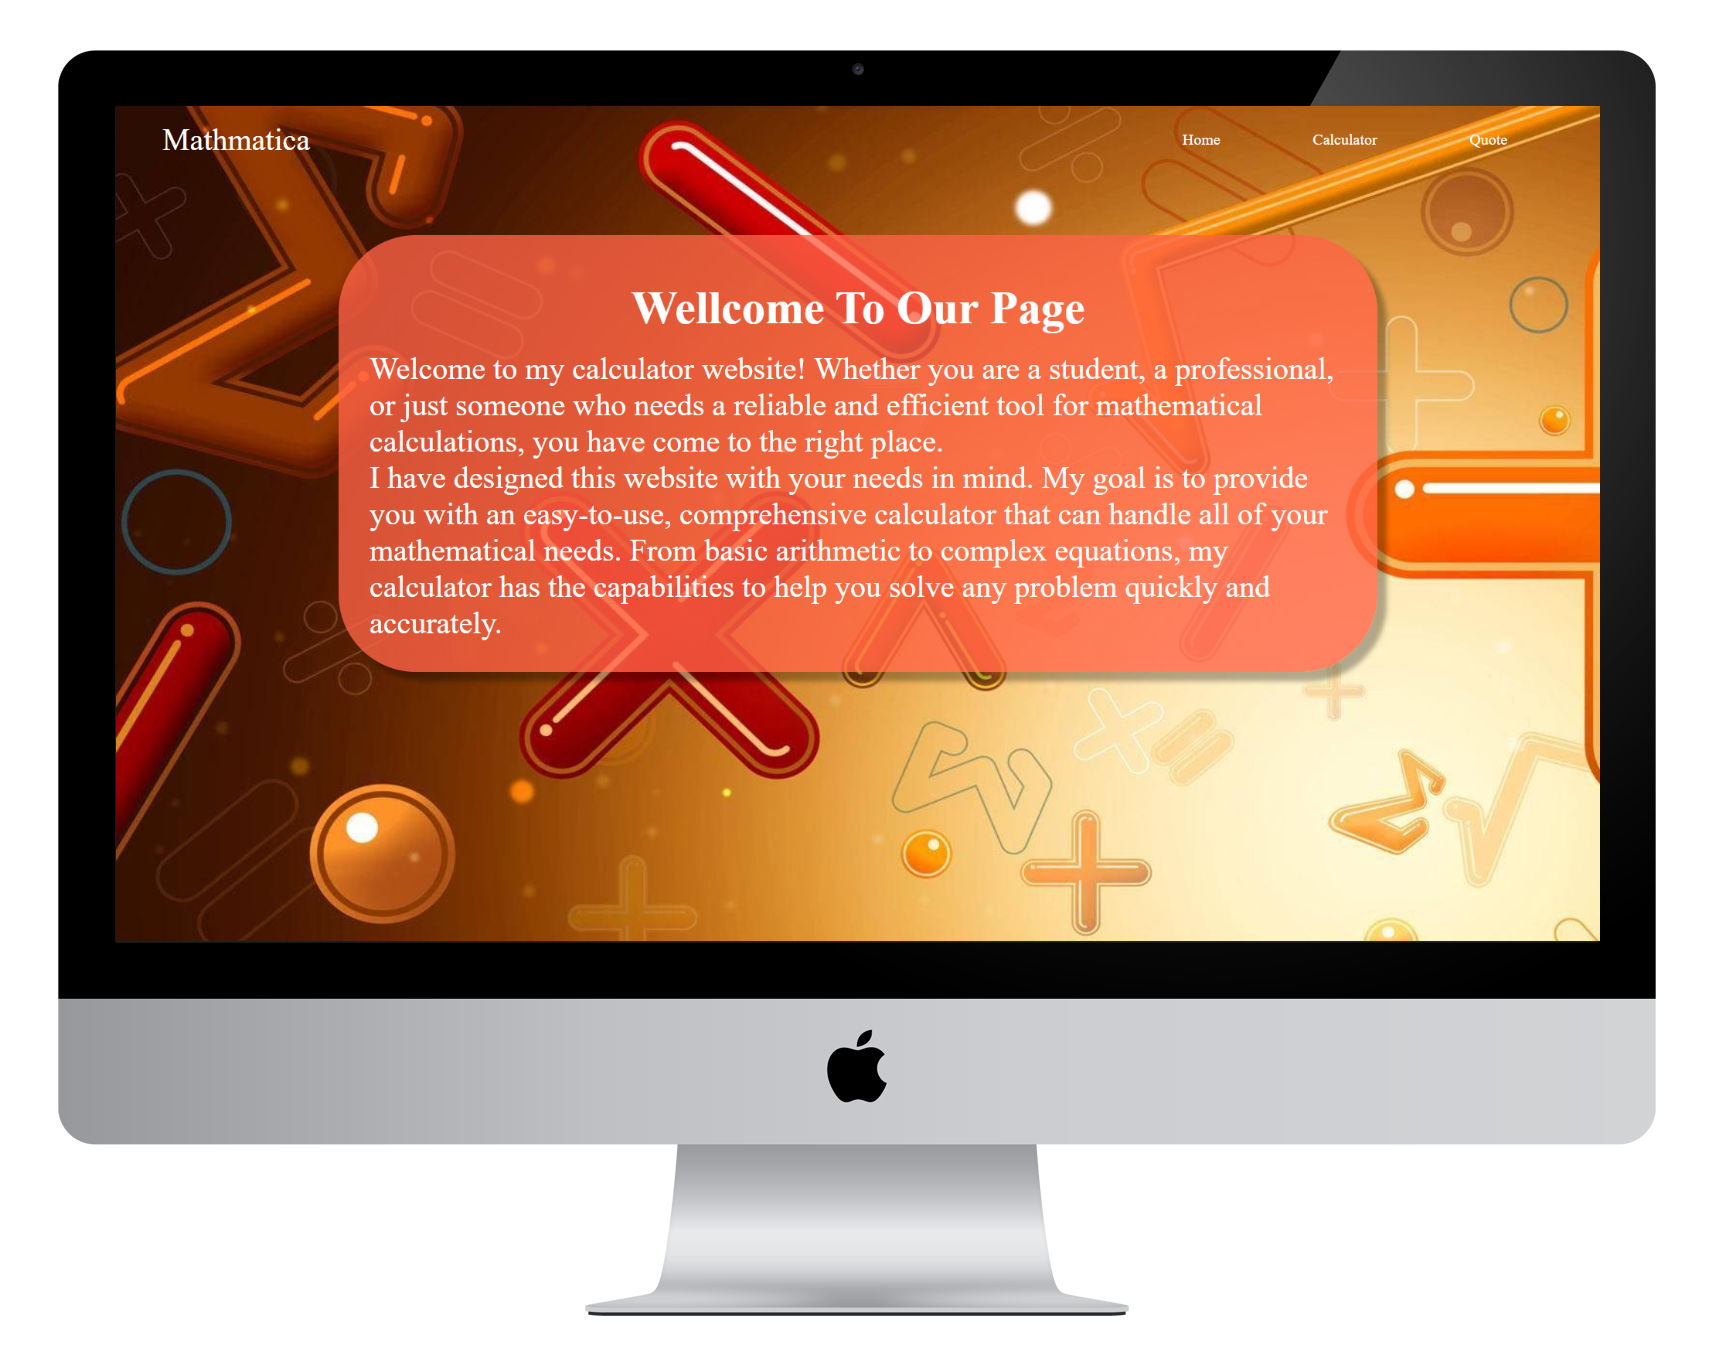 Mathmatica
Home
Calculator
Quote
Wellcome To Our Page
Welcome to my calculator website! Whether you are a student, a professional,
or just someone who needs a reliable and efficient tool for mathematical
calculations, you have come to the right place.
I have designed this website with your needs in mind. My goal is to provide
you with an easy-to-use, comprehensive calculator that can handle all of your
mathematical needs. From basic arithmetic to complex equations, my
calculator has the capabilities to help you solve any problem quickly and
accurately.